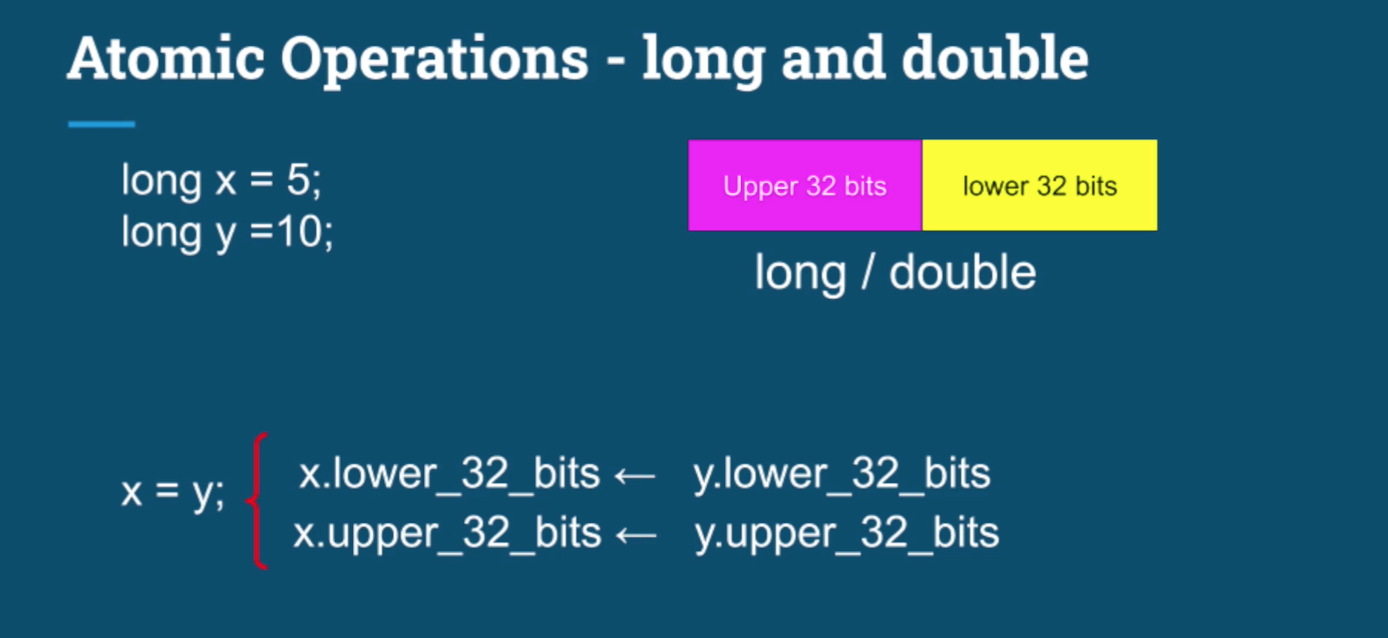 Atomic Operations - long and double
long x = 5;
long y =10;
Upper 32 bits
lower 32 bits
long / double
x = y;
x.lower_32_bits ← y.lower_32_bits
x.upper_32_bits ← y.upper_32_bits